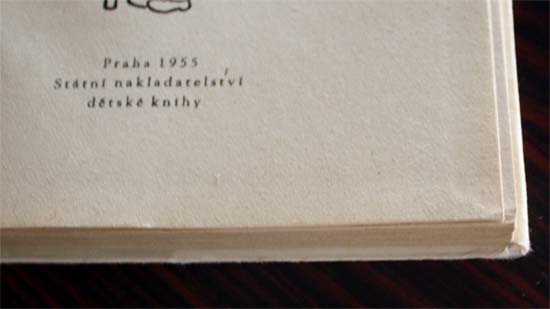 Praha 1955
Státní nakladatelství
dětské knihy